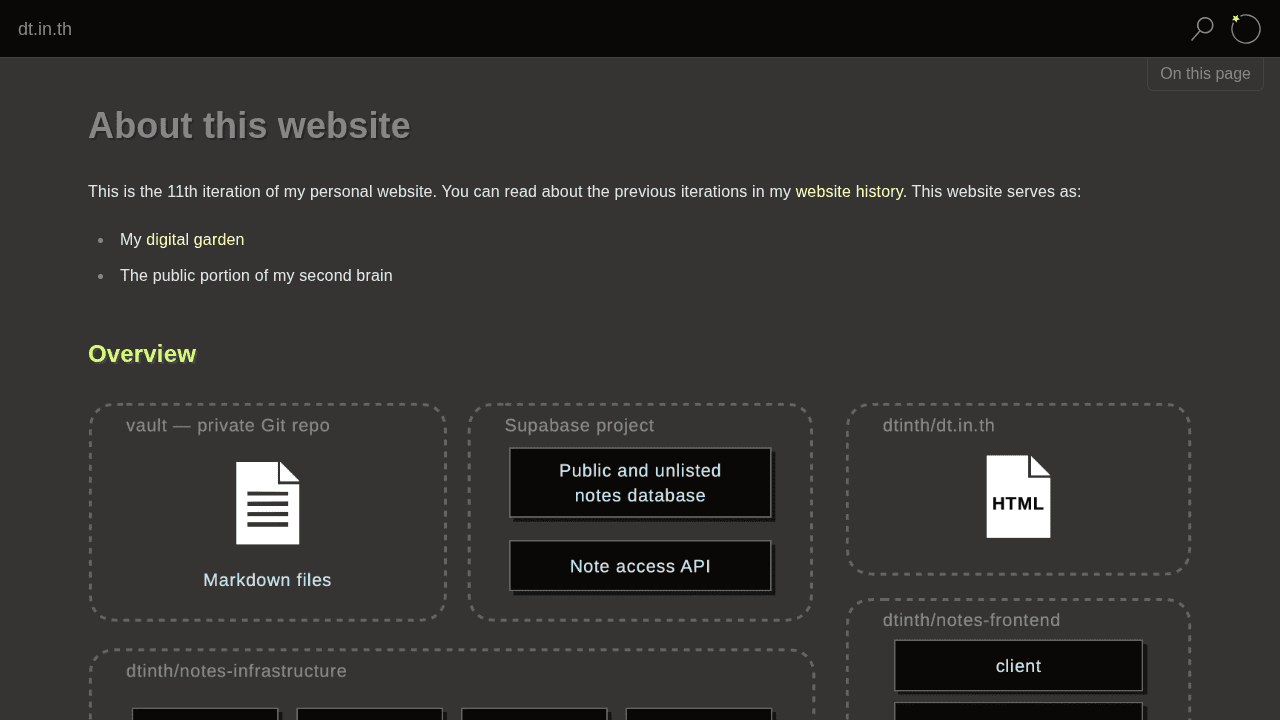 dt.in.th
On this page
About this website
This is the 11th iteration of my personal website. You can read about the previous iterations in my website history. This website serves as:
My digital garden
The public portion of my second brain
Overview
vault — private Git repo
Markdown files
Supabase project
Public and unlisted
notes database
Note access API
dtinth/dt.in.th
HTML
dtinth/notes-frontend
client
dtinth/notes-infrastructure